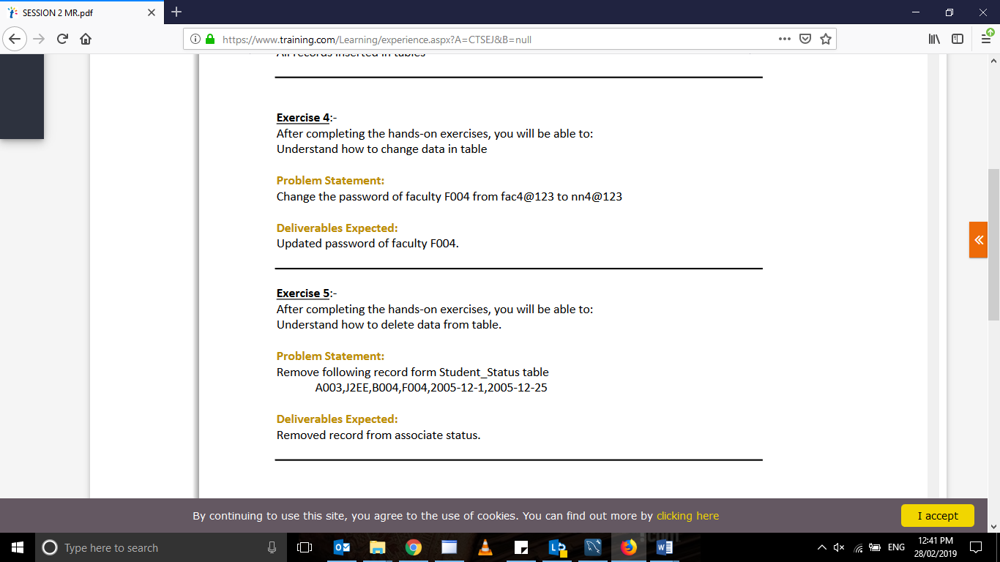 SESSION 2 MR.pdf
https://www.training.com/Learning/experience.aspx?A=CTSEJ&B=null
All records inserted in tables
Exercise 4:-
After completing the hands-on exercises, you will be able to:
Understand how to change data in table
Problem Statement:
Change the password of faculty F004 from fac4@123 to nn4@123
Deliverables Expected:
Updated password of faculty F004.
Exercise 5:-
After completing the hands-on exercises, you will be able to:
Understand how to delete data from table.
Problem Statement:
Remove following record form Student_Status table
A003,J2EE,B004,F004,2005-12-1,2005-12-25
Deliverables Expected:
Removed record from associate status.
By continuing to use this site, you agree to the use of cookies. You can find out more by clicking here
I accept
Type here to search
ENG
12:41 PM
28/02/2019